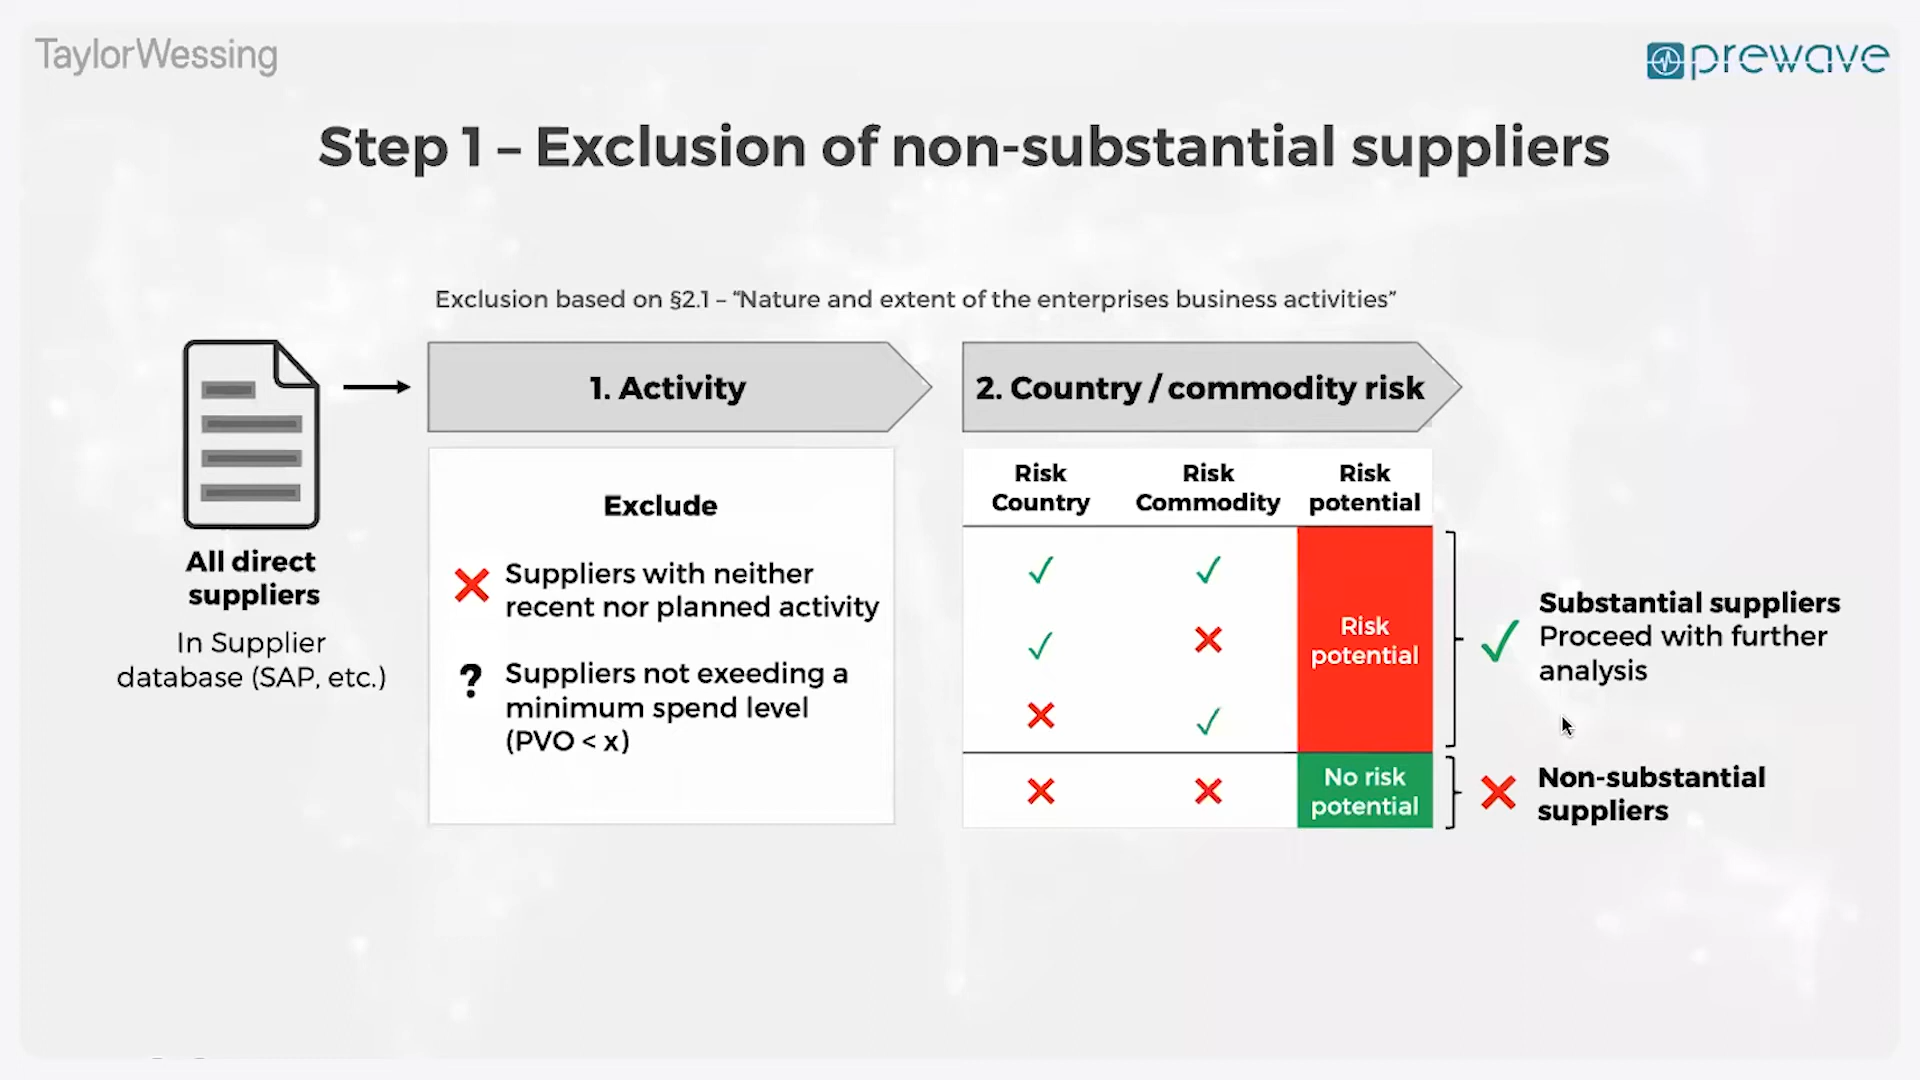 TaylorWessing
prewave
Step 1 – Exclusion of non-substantial suppliers
Exclusion based on §2.1 – “Nature and extent of the enterprises business activities”
All direct
suppliers
In Supplier
database (SAP, etc.)
1. Activity
Exclude
Suppliers with neither
recent nor planned activity
?
Suppliers not exeeding a
minimum spend level
(PVO < x)
2. Country / commodity risk
Risk
Country
Risk
Commodity
Risk
potential
Risk
potential
No risk
potential
Substantial suppliers
Proceed with further
analysis
Non-substantial
suppliers